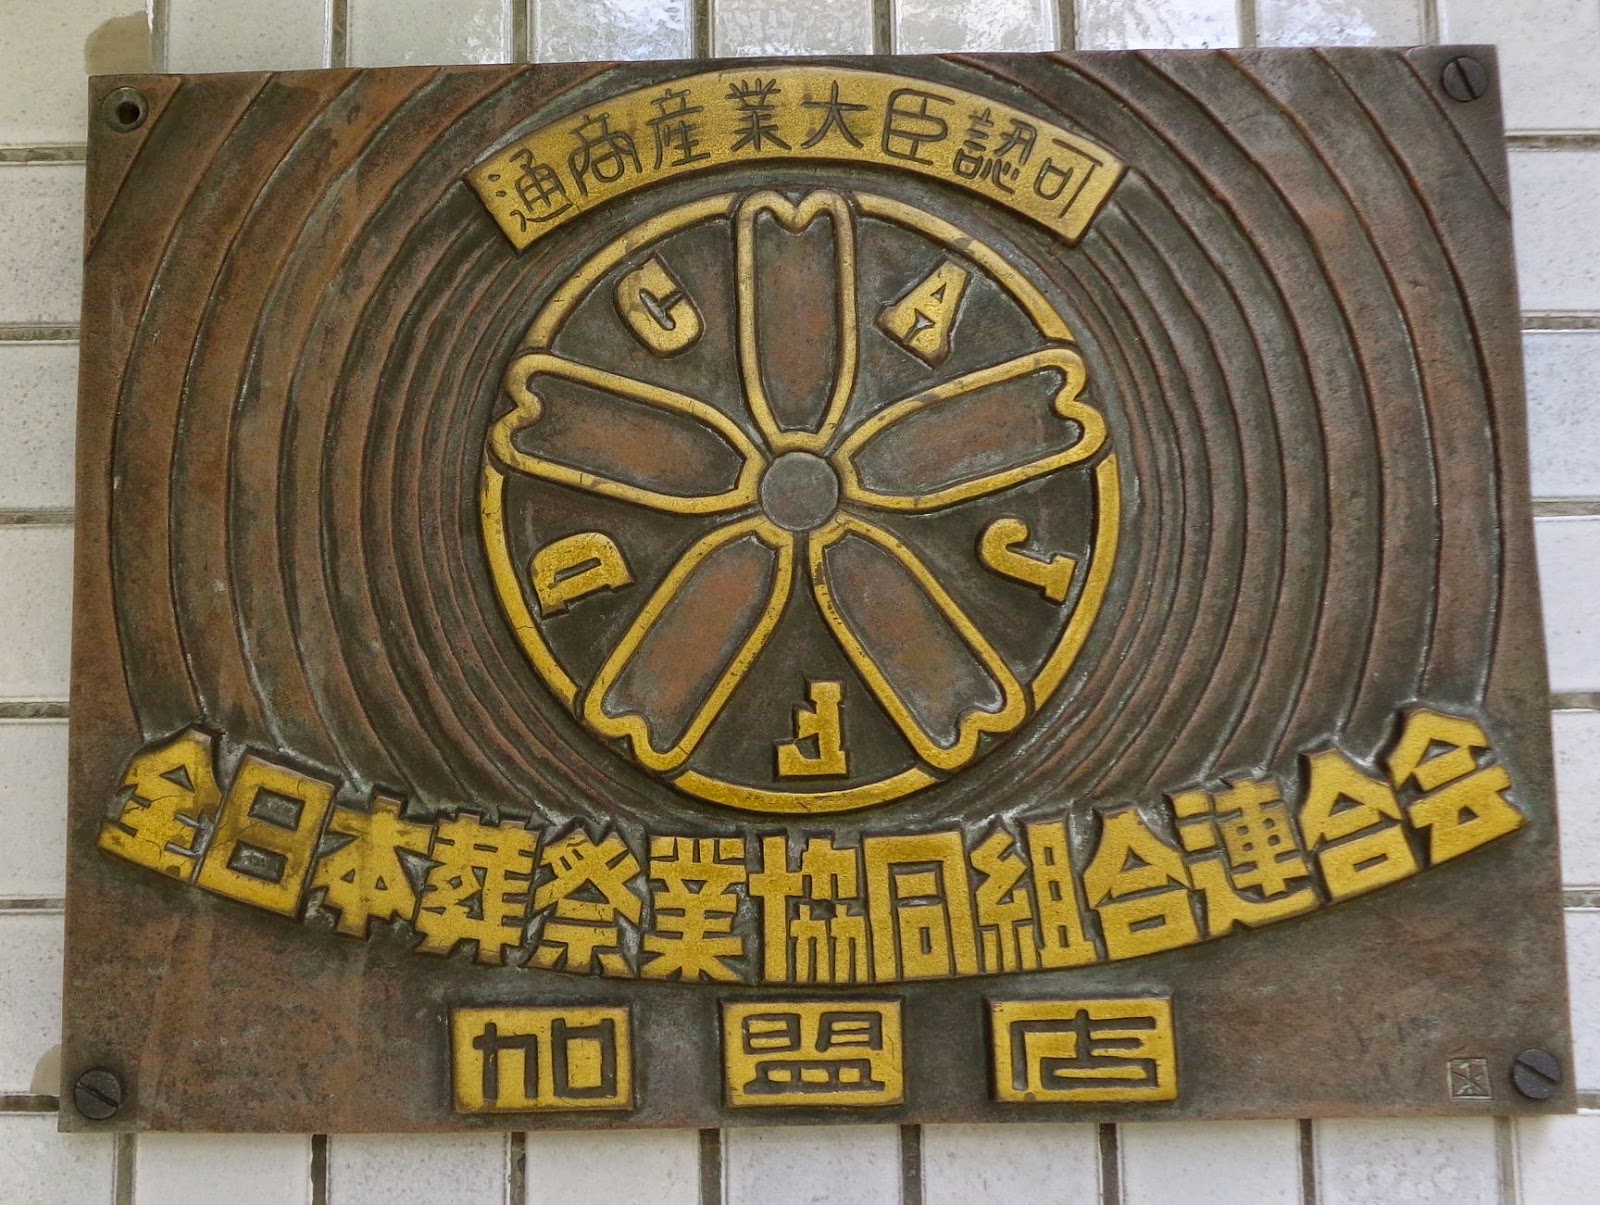 通商産業大臣認可
A
J
F
D
C
全日本葬祭業協同組合連合会
加盟店